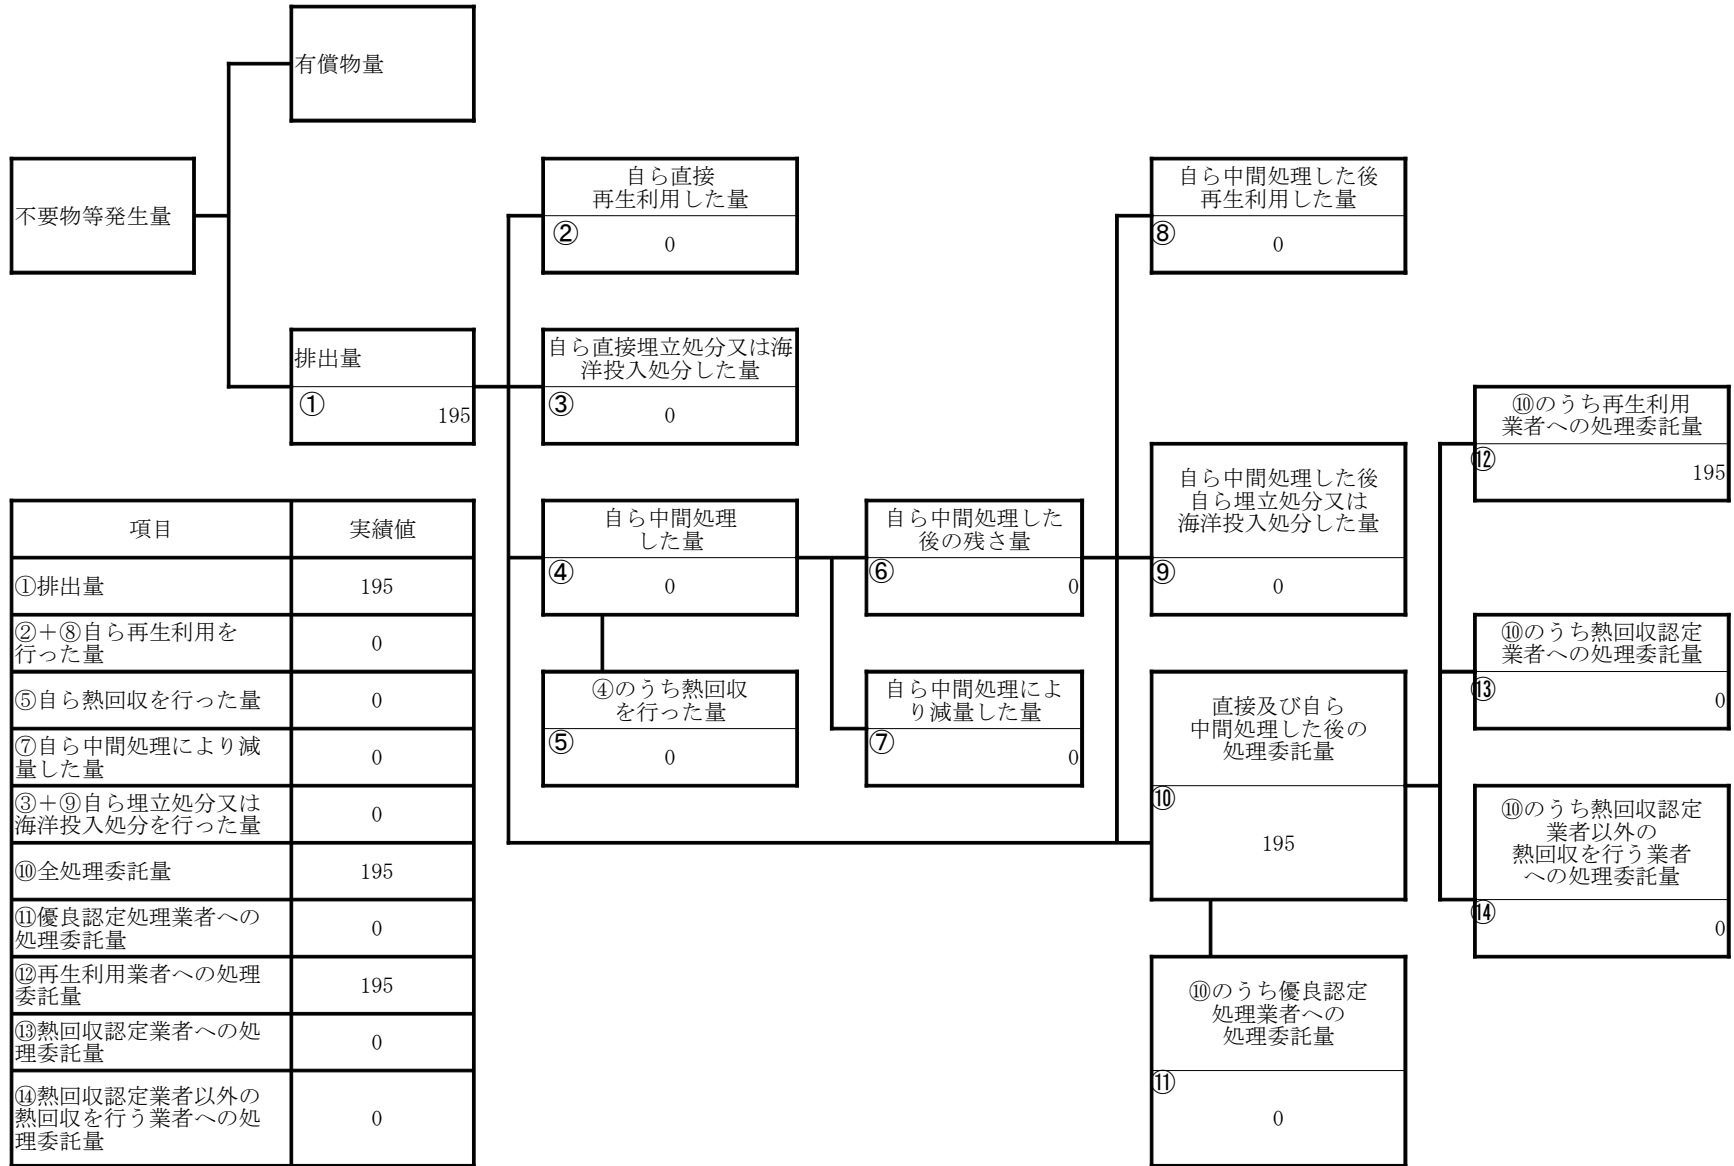 有償物量
不要物等発生量
自ら直接
再生利用した量
②
0
自ら中間処理した後
再生利用した量
⑧
0
排出量
①
195
自ら直接埋立処分又は海
洋投入処分した量
③
0
⑩のうち再生利用
業者への処理委託量
⑫
195
自ら中間処理
した量
④
0
自ら中間処理した
後の残さ量
⑥
0
自ら中間処理した後
自ら埋立処分又は
海洋投入処分した量
⑨
0
⑩のうち熱回収認定
業者への処理委託量
⑬
0
④のうち熱回収
を行った量
⑤
0
自ら中間処理によ
り減量した量
⑦
0
直接及び自ら
中間処理した後の
処理委託量
⑩
195
⑩のうち熱回収認定
業者以外の
熱回収を行う業者
への処理委託量
⑭
0
⑩のうち優良認定
処理業者への
処理委託量
⑪
0
項目 実績値
①排出量 195
②＋⑧自ら再生利用を
行った量 0
⑤自ら熱回収を行った量 0
⑦自ら中間処理により減
量した量 0
③＋⑨自ら埋立処分又は
海洋投入処分を行った量 0
⑩全処理委託量 195
⑪優良認定処理業者への
処理委託量 0
⑫再生利用業者への処理
委託量 195
⑬熱回収認定業者への処
理委託量 0
⑭熱回収認定業者以外の
熱回収を行う業者への処
理委託量 0